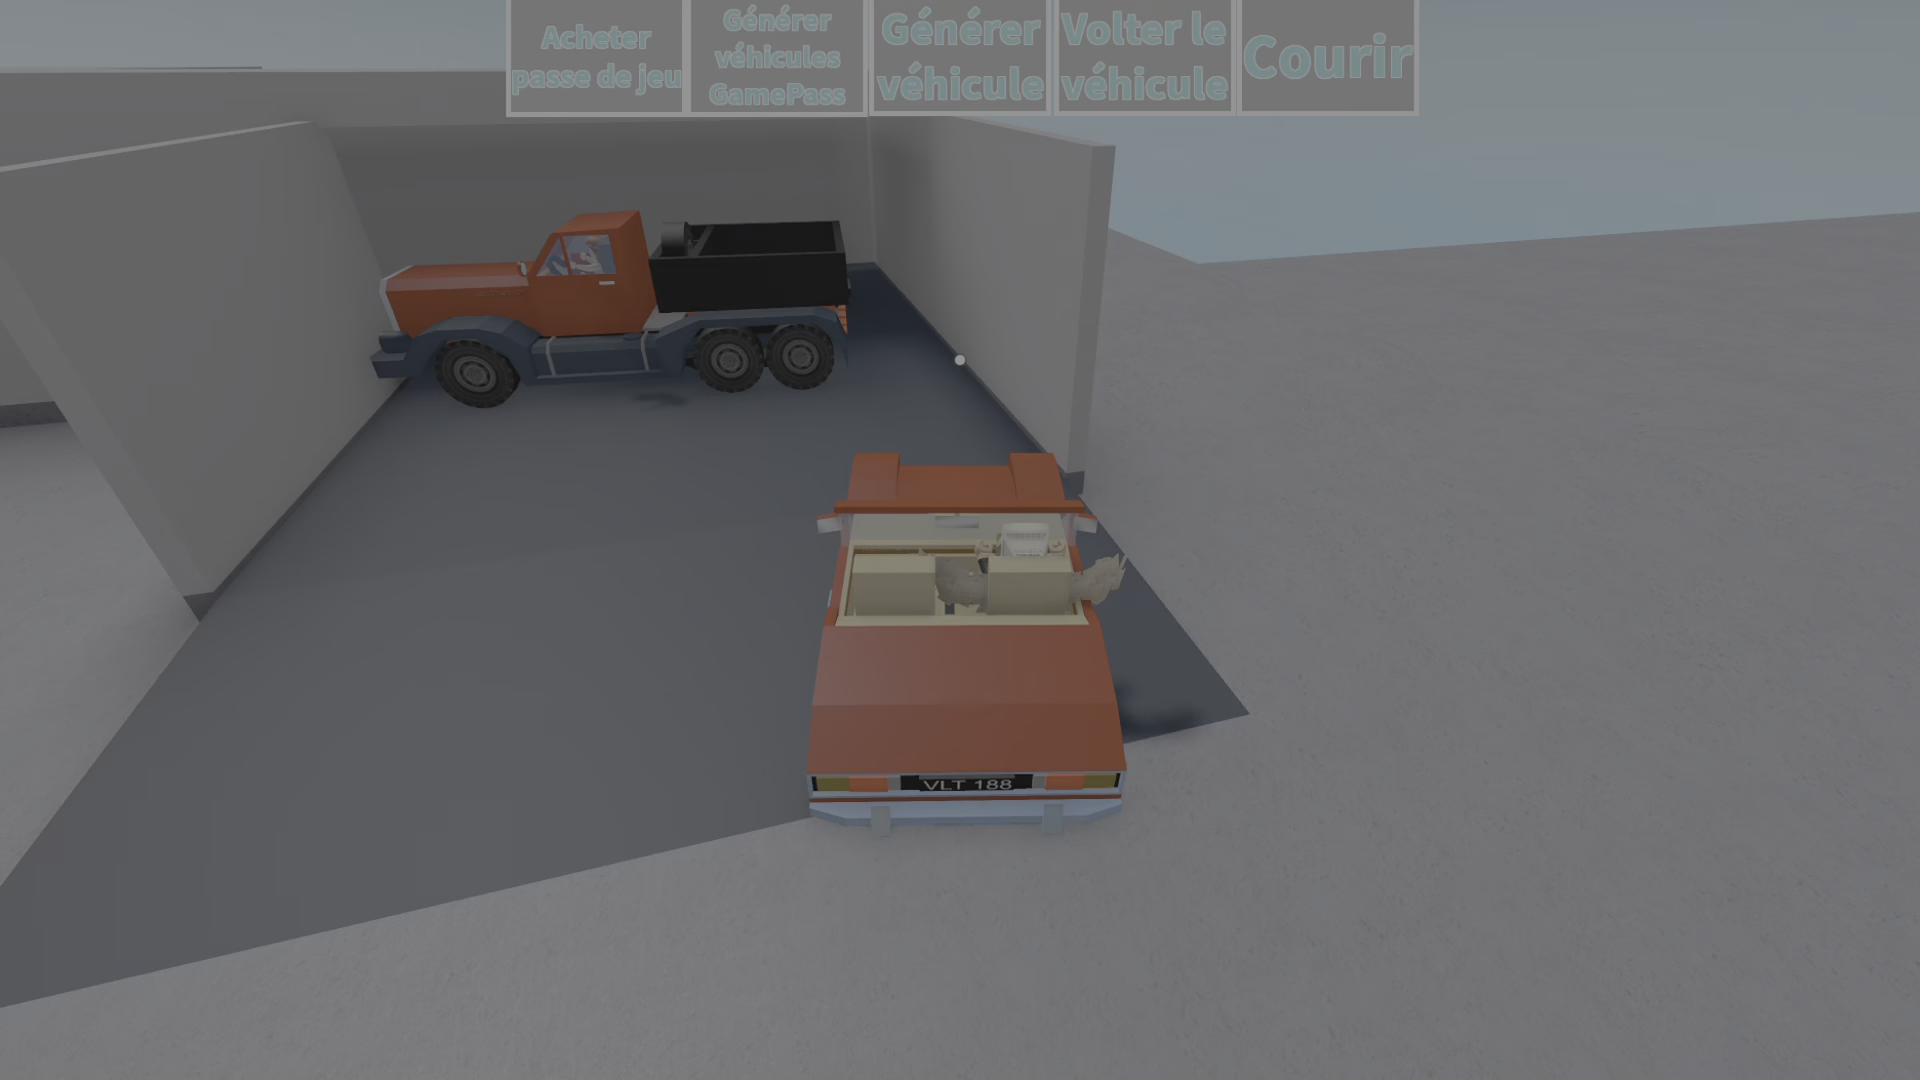 Acheter
passe de jeu
Générer
véhicules
GamePass
Générer
véhicule
Volter le
véhicule
Courir
VLT 188